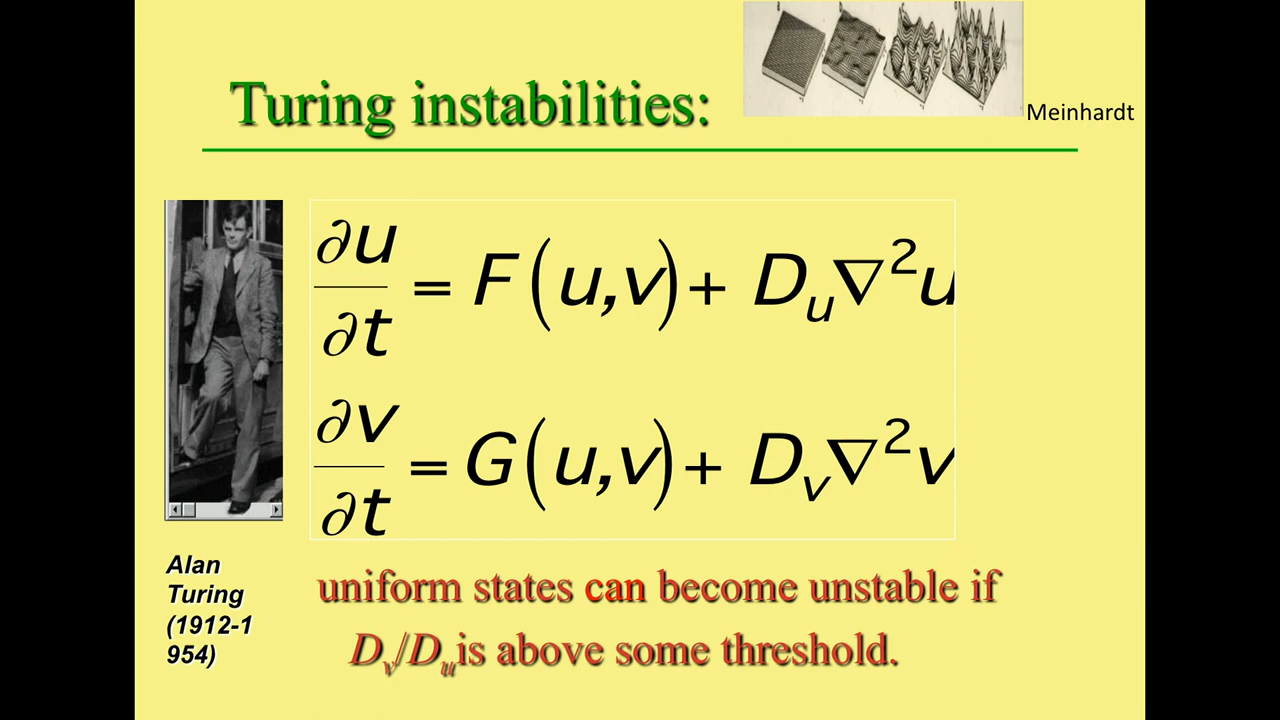 Turing instabilities:
Meinhardt
∂u/∂t = F(u,v) + D_u∇²u
∂v/∂t = G(u,v) + D_v∇²v
Alan
Turing
(1912-1
954)
uniform states can become unstable if
D_v/D_u is above some threshold.